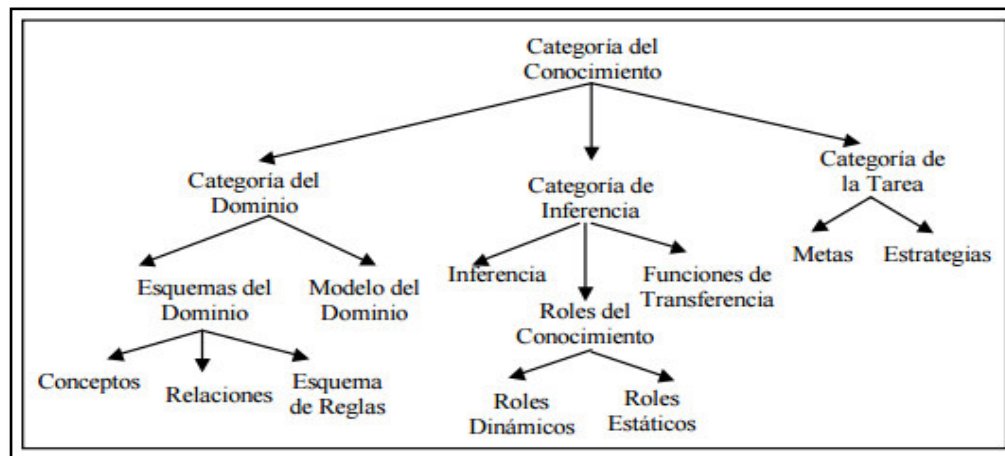 Categoría del
Conocimiento
Categoría del
Dominio
Categoría de
Inferencia
Categoría de
la Tarea
Esquemas del
Dominio
Modelo del
Dominio
Inferencia
Funciones de
Transferencia
Metas
Estrategias
Roles del
Conocimiento
Conceptos
Relaciones
Esquema
de Reglas
Roles
Dinámicos
Roles
Estáticos